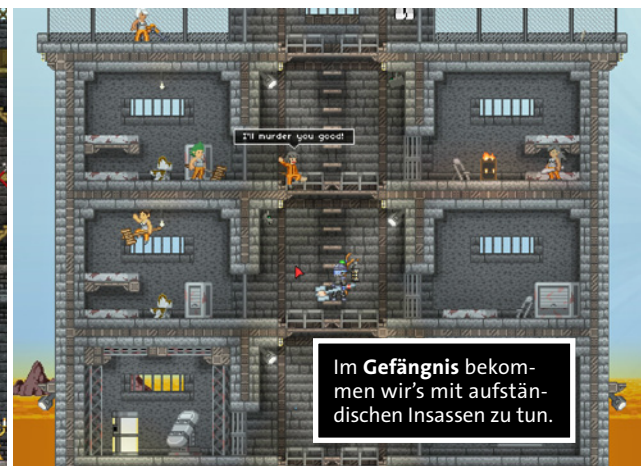 I'll murder you good!
Im Gefängnis bekom-
men wir's mit aufstän-
dischen Insassen zu tun.